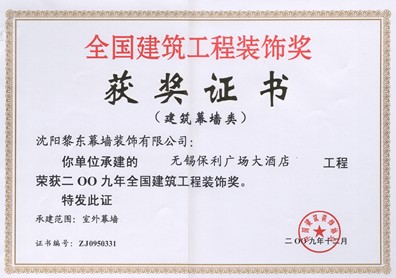 全国建筑工程装饰奖
获奖证书
（建筑幕墙类）
沈阳黎东幕墙装饰有限公司：
你单位承建的 无锡保利广场大酒店 工程
荣获二OO九年全国建筑工程装饰奖。
特发此证
承建范围：室外幕墙
证书编号：ZJ0950331
二OO九年十二月